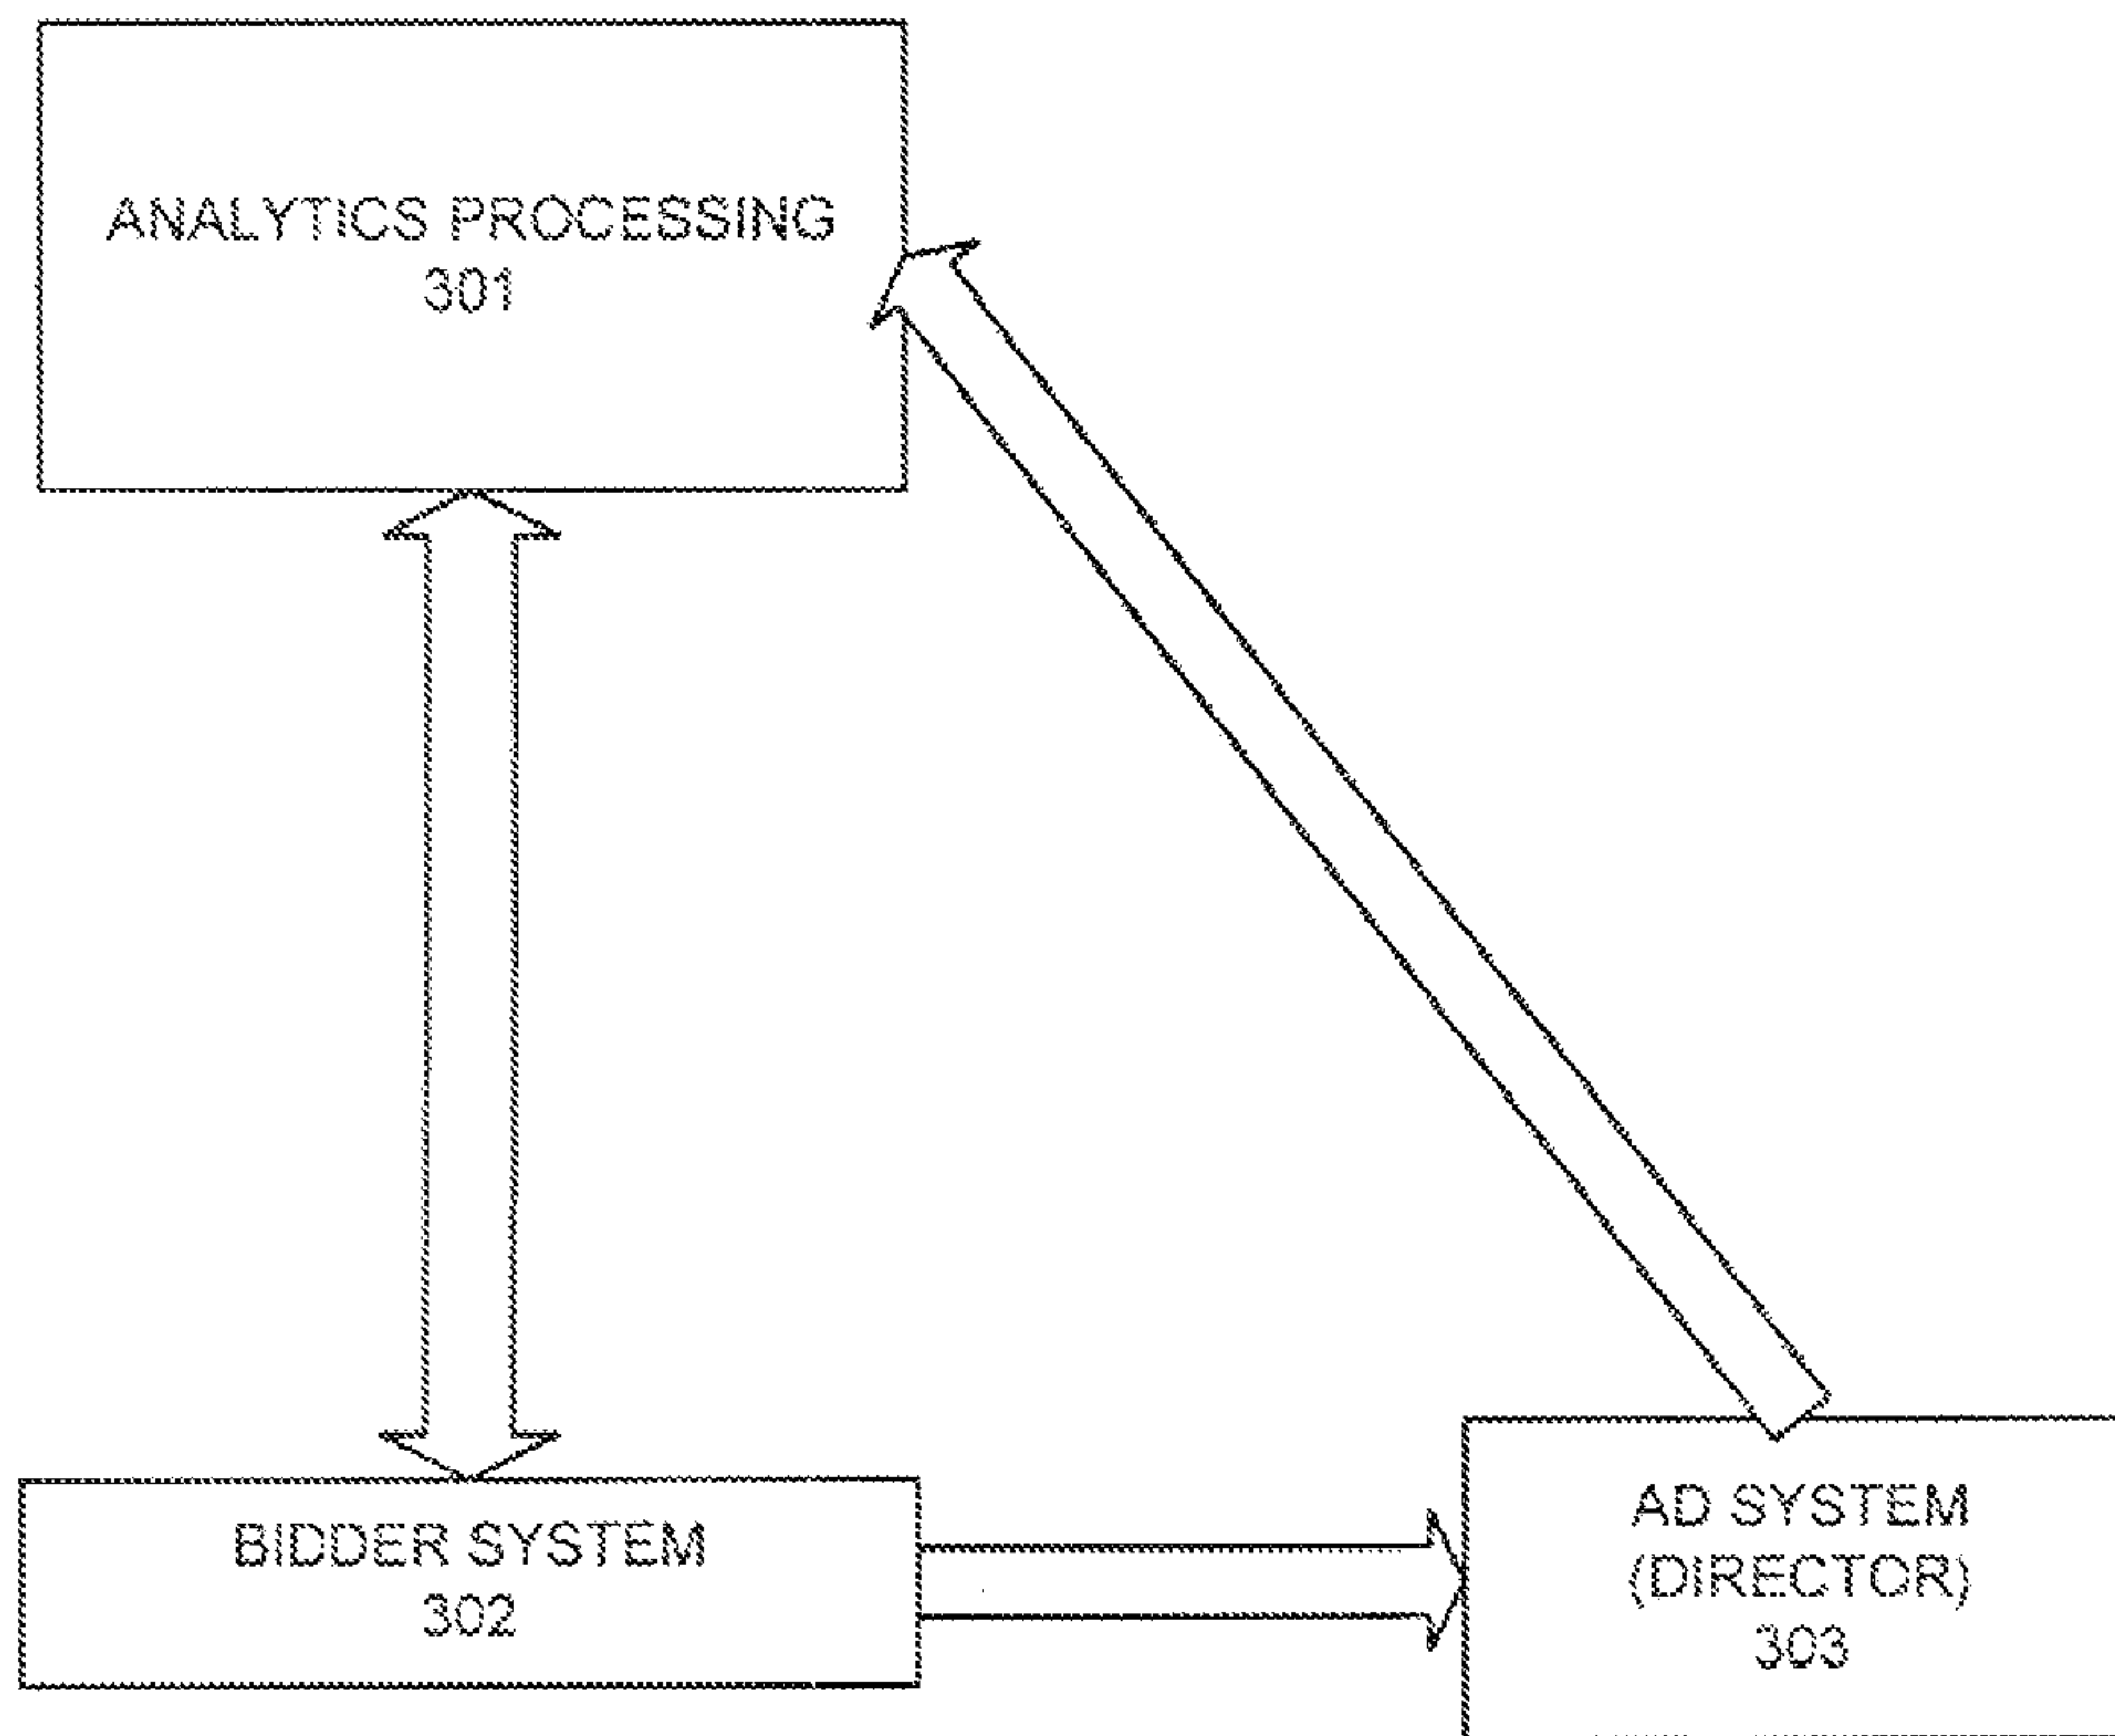 ANALYTICS PROCESSING
301
BIDDER SYSTEM
302
AD SYSTEM
(DIRECTOR)
303